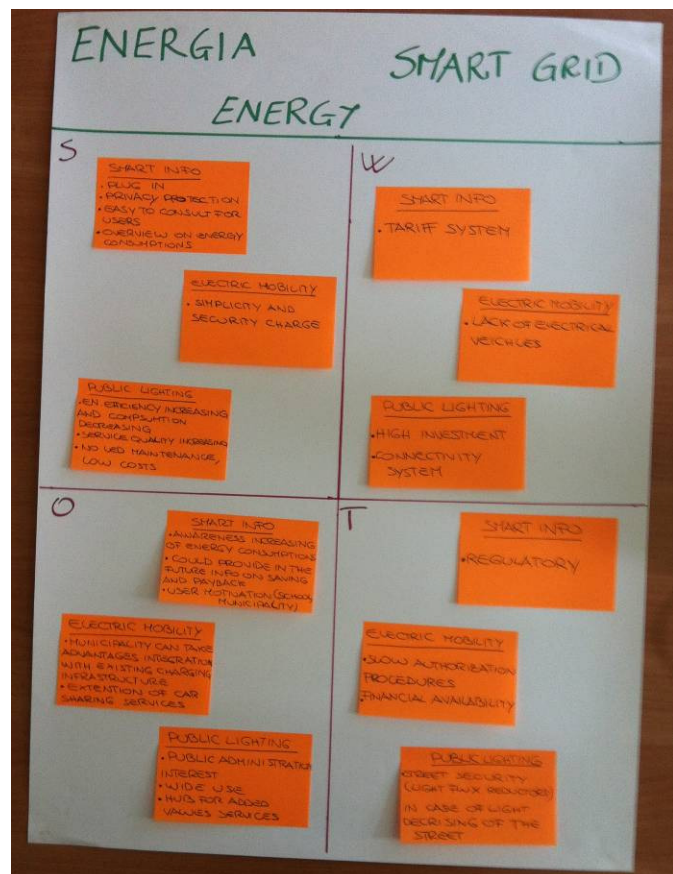 ENERGIA
SMART GRID
ENERGY
S
SMART INFO
• PLUG IN
• PRIVACY PROTECTION
• EASY TO CONSULT FOR
USERS
• OVERVIEW ON ENERGY
CONSUMPTIONS
ELECTRIC MOBILITY
• SIMPLICITY AND
SECURITY CHARGE
PUBLIC LIGHTING
• EN. EFFICIENCY INCREASING
AND COMPSUMTION
DECREASING
• SERVICE QUALITY INCREASING
• NO LED MAINTENANCE,
LOW COSTS
W
SMART INFO
• TARIFF SYSTEM
ELECTRIC MOBILITY
• LACK OF ELECTRICAL
VEICHLES
PUBLIC LIGHTING
• HIGH INVESTMENT
• CONNECTIVITY
SYSTEM
O
SMART INFO
• AWARENESS INCREASING
OF ENERGY CONSUMPTIONS
• COULD PROVIDE IN THE
FUTURE INFO ON SAVING
AND PAYBACK
• USER MOTIVATION (SCHOOL,
MUNICIPALITY)
ELECTRIC MOBILITY
• MUNICIPALITY CAN TAKE
ADVANTAGES INTEGRATION
WITH EXISTING CHARGING
INFRASTRUCTURE
• EXTENTION OF CAR
SHARING SERVICES
PUBLIC LIGHTING
• PUBLIC ADMINISTRATION
INTEREST
• WIDE USE
• HUB FOR ADDED
VALUES SERVICES
T
SMART INFO
• REGULATORY
ELECTRIC MOBILITY
• SLOW AUTHORISATION
PROCEDURES
• FINANCIAL AVAILABILITY
PUBLIC LIGHTING
• STREET SECURITY
(LIGHT FLUX REDUCTORS)
IN CASE OF LIGHT
DECRISING OF THE
STREET